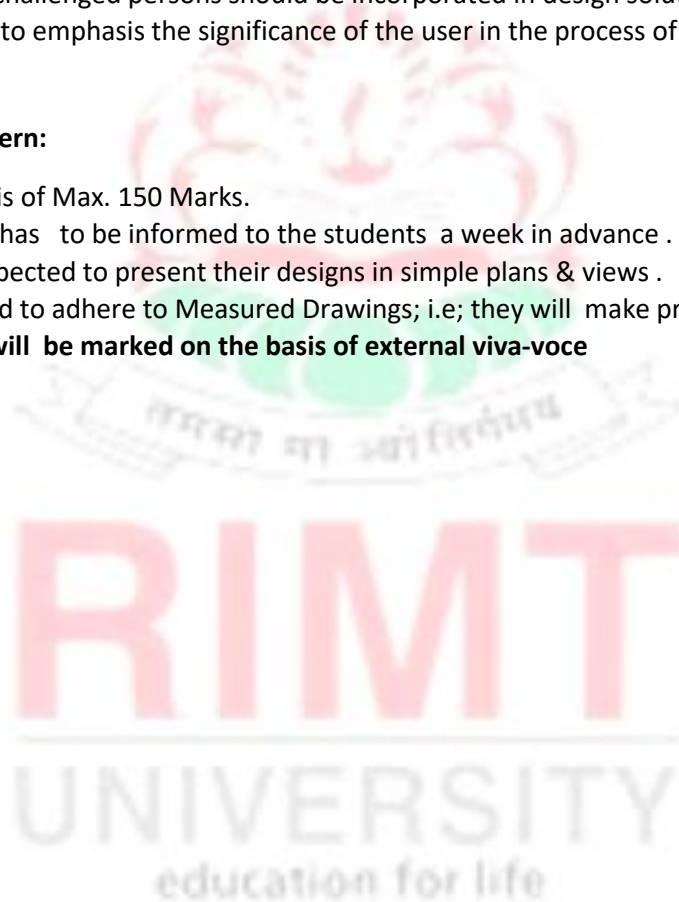 challenged persons should be incorporated in design
to emphasis the significance of the user in the process of
ern:
is of Max. 150 Marks.
has to be informed to the students a week in advance .
pected to present their designs in simple plans & views .
d to adhere to Measured Drawings; i.e; they will make pr
will be marked on the basis of external viva-voce
RIMT
UNIVERSITY
education for life